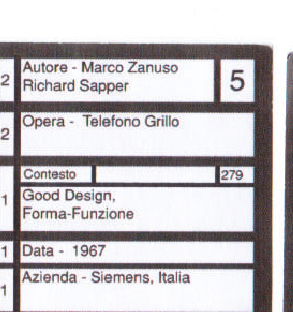 2 Autore - Marco Zanuso 5
Richard Sapper
2 Opera - Telefono Grillo
Contesto 279
1 Good Design,
Forma-Funzione
1 Data - 1967
1 Azienda - Siemens, Italia